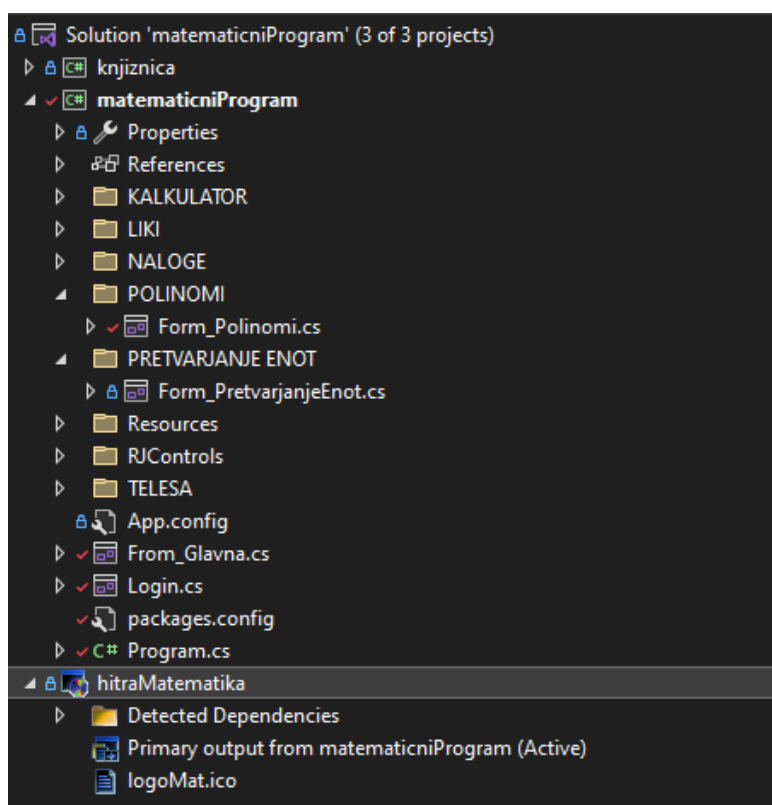 Solution 'matematicniProgram' (3 of 3 projects)
C# knjiznica
C# matematicniProgram
Properties
References
KALKULATOR
LIKI
NALOGE
POLINOMI
Form_Polinomi.cs
PRETVARJANJE ENOT
Form_PretvarjanjeEnot.cs
Resources
RJControls
TELESA
App.config
From_Glavna.cs
Login.cs
packages.config
C# Program.cs
hitraMatematika
Detected Dependencies
Primary output from matematicniProgram (Active)
logoMat.ico